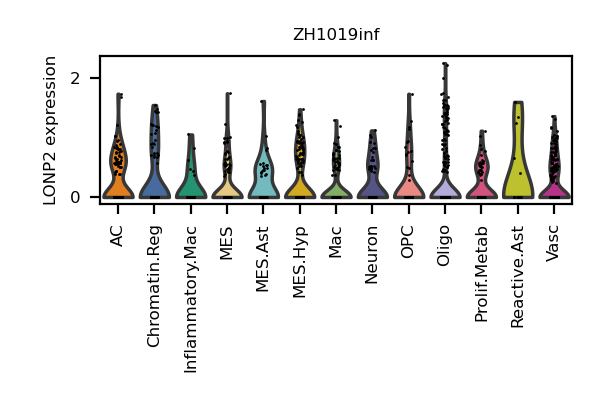 ZH1019inf
LONP2 expression
2
0
AC
Chromatin.Reg
Inflammatory.Mac
MES
MES.Ast
MES.Hyp
Mac
Neuron
OPC
Oligo
Prolif.Metab
Reactive.Ast
Vasc